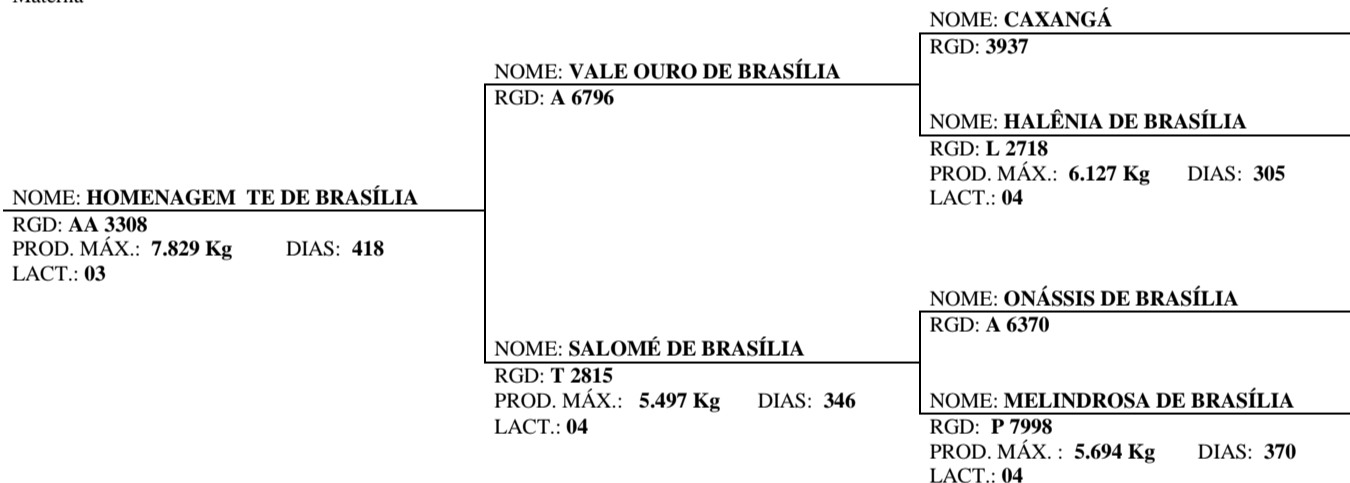 Materna
NOME: CAXANGÁ
RGD: 3937
NOME: VALE OURO DE BRASÍLIA
RGD: A 6796
NOME: HALÊNIA DE BRASÍLIA
RGD: L 2718
PROD. MÁX.: 6.127 Kg DIAS: 305
LACT.: 04
NOME: HOMENAGEM TE DE BRASÍLIA
RGD: AA 3308
PROD. MÁX.: 7.829 Kg DIAS: 418
LACT.: 03
NOME: ONÁSSIS DE BRASÍLIA
RGD: A 6370
NOME: SALOMÉ DE BRASÍLIA
RGD: T 2815
PROD. MÁX.: 5.497 Kg DIAS: 346
LACT.: 04
NOME: MELINDROSA DE BRASÍLIA
RGD: P 7998
PROD. MÁX. : 5.694 Kg DIAS: 370
LACT.: 04